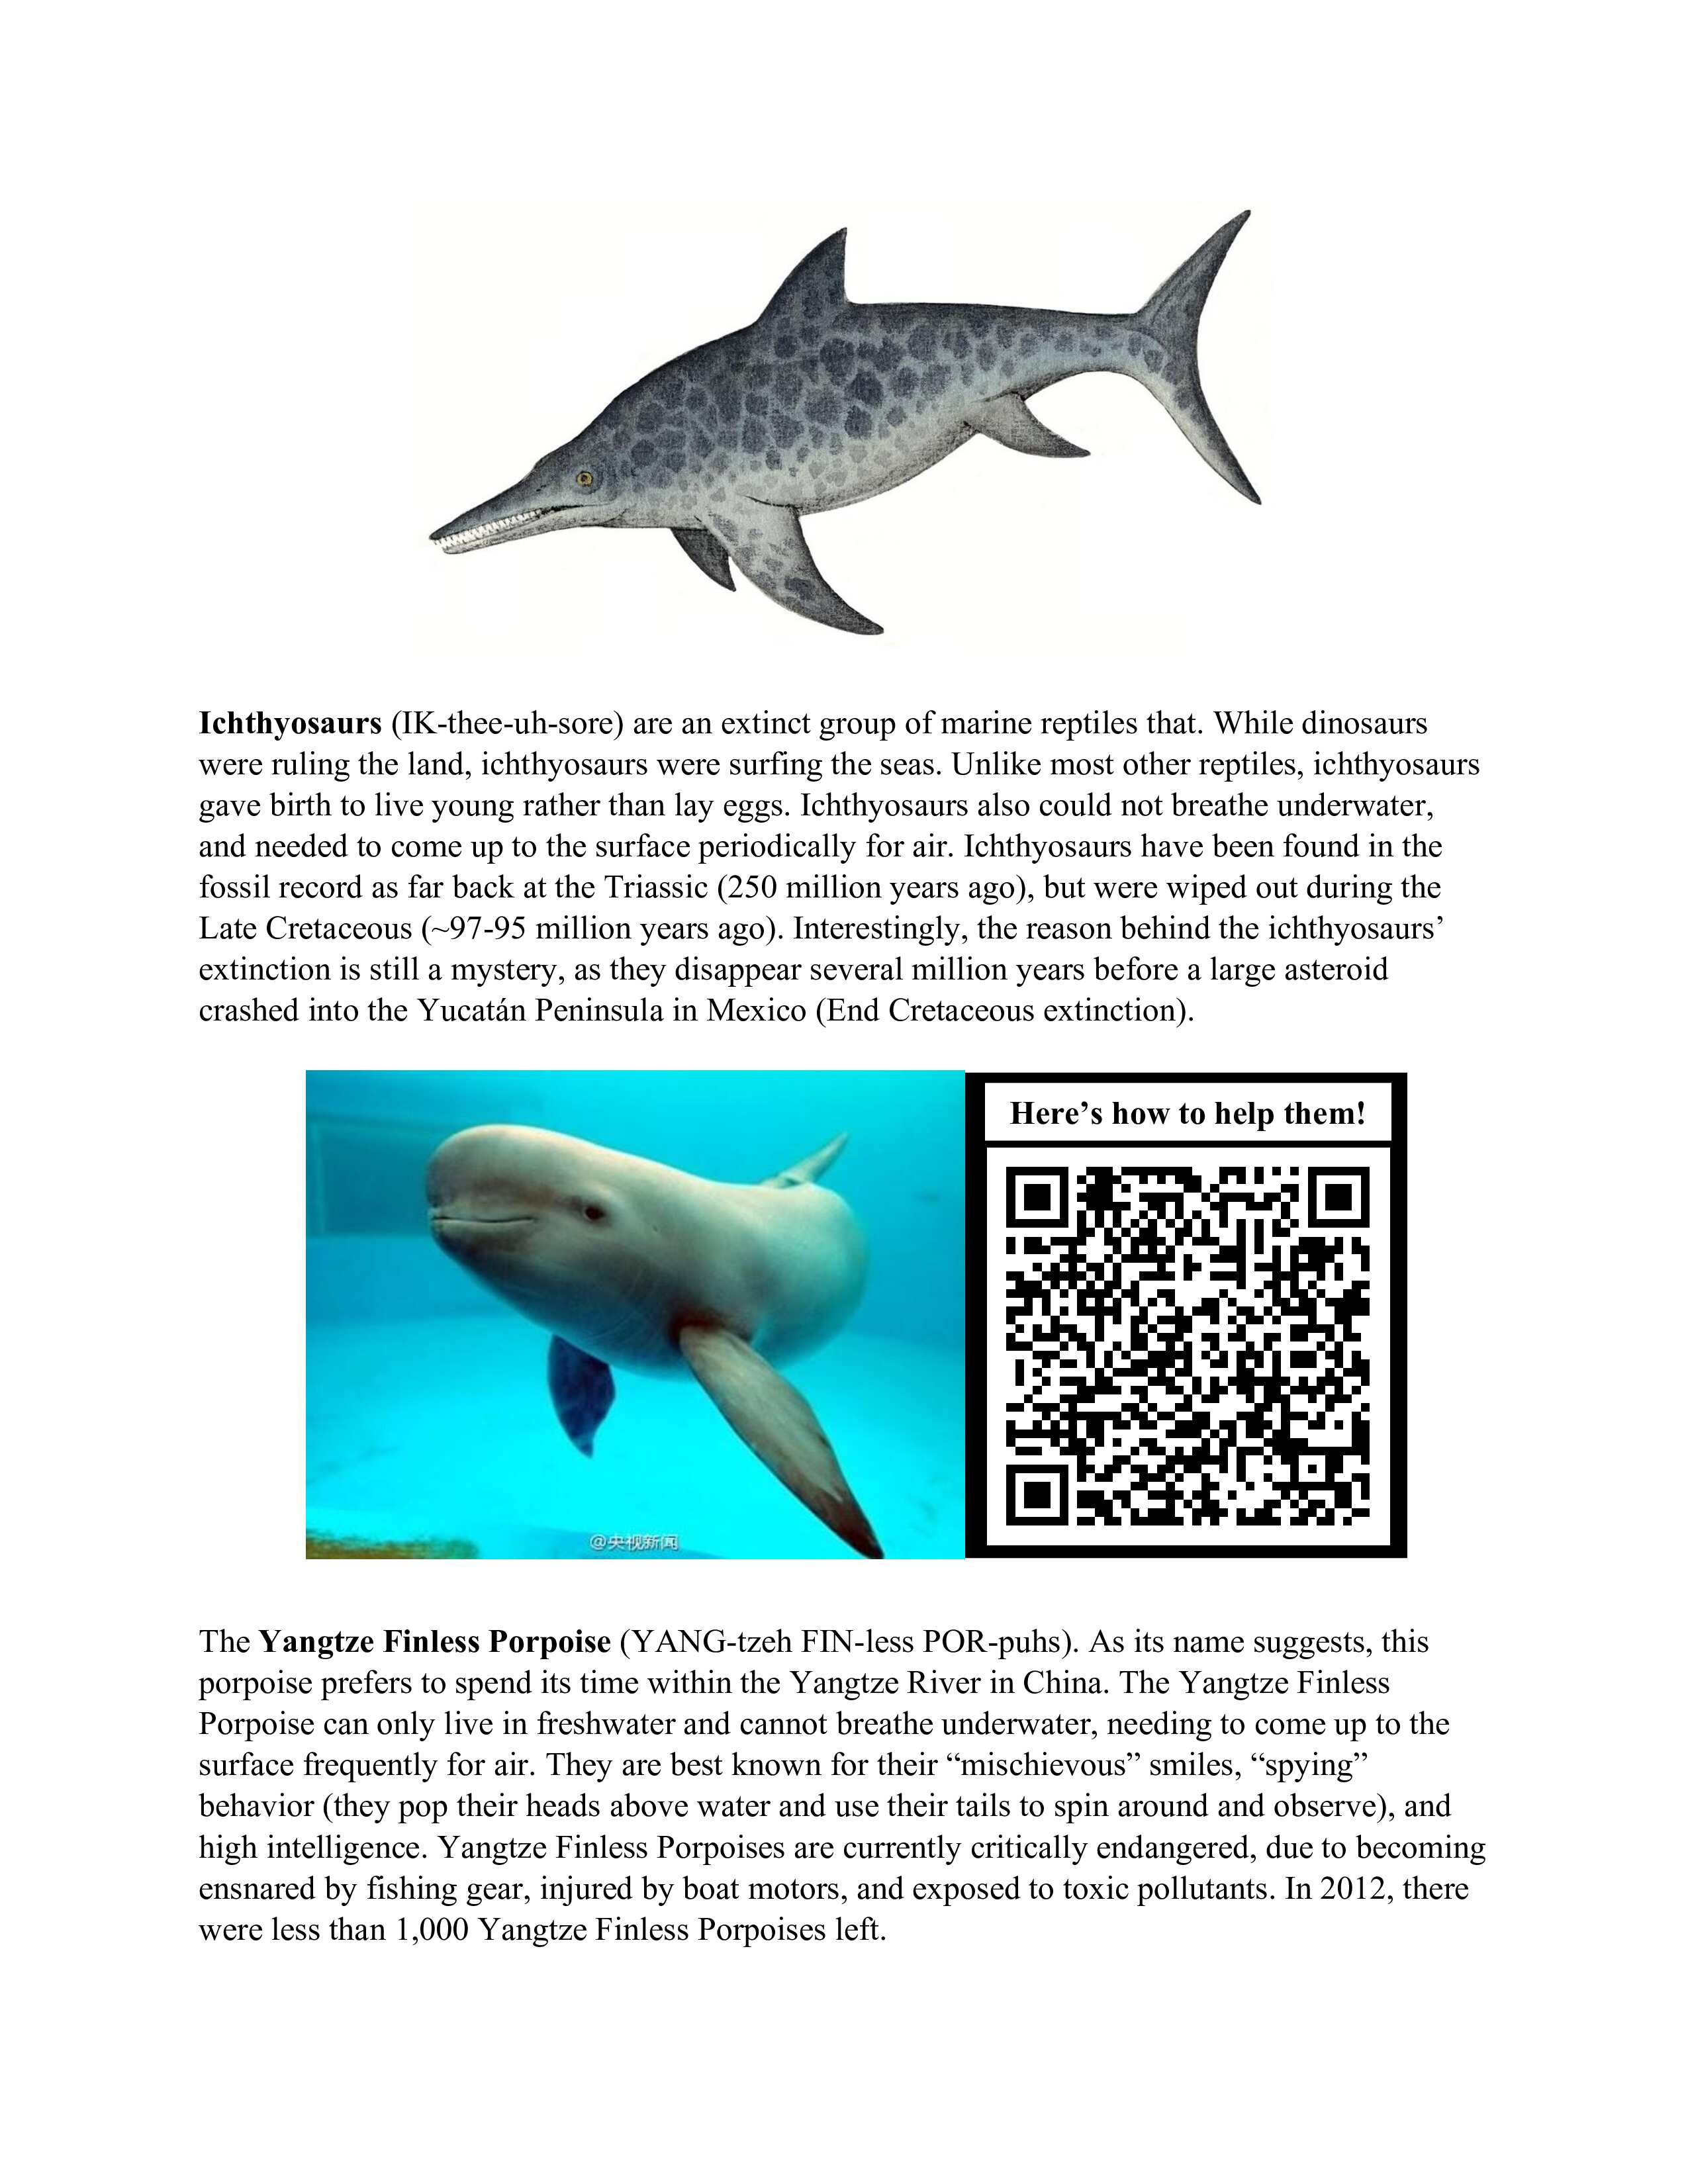 Ichthyosaurs (IK-thee-uh-sore) are an extinct group of marine reptiles that. While dinosaurs
were ruling the land, ichthyosaurs were surfing the seas. Unlike most other reptiles, ichthyosaurs
gave birth to live young rather than lay eggs. Ichthyosaurs also could not breathe underwater,
and needed to come up to the surface periodically for air. Ichthyosaurs have been found in the
fossil record as far back at the Triassic (250 million years ago), but were wiped out during the
Late Cretaceous (~97-95 million years ago). Interestingly, the reason behind the ichthyosaurs’
extinction is still a mystery, as they disappear several million years before a large asteroid
crashed into the Yucatán Peninsula in Mexico (End Cretaceous extinction).
Here’s how to help them!
@央视新闻
The Yangtze Finless Porpoise (YANG-tzeh FIN-less POR-puhs). As its name suggests, this
porpoise prefers to spend its time within the Yangtze River in China. The Yangtze Finless
Porpoise can only live in freshwater and cannot breathe underwater, needing to come up to the
surface frequently for air. They are best known for their “mischievous” smiles, “spying”
behavior (they pop their heads above water and use their tails to spin around and observe), and
high intelligence. Yangtze Finless Porpoises are currently critically endangered, due to becoming
ensnared by fishing gear, injured by boat motors, and exposed to toxic pollutants. In 2012, there
were less than 1,000 Yangtze Finless Porpoises left.